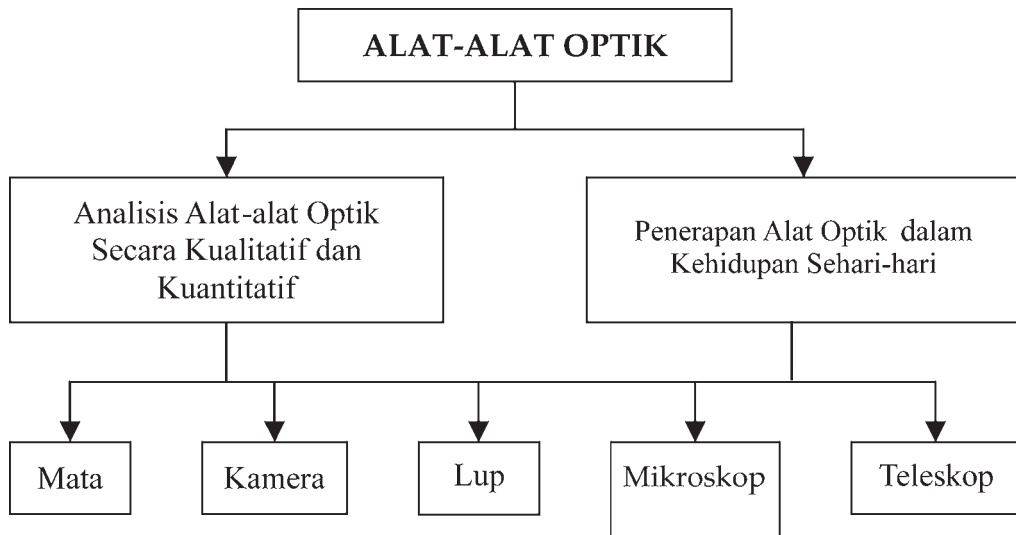 ALAT-ALAT OPTIK
Analisis Alat-alat Optik
Secara Kualitatif dan
Kuantitatif
Penerapan Alat Optik dalam
Kehidupan Sehari-hari
Mata
Kamera
Lup
Mikroskop
Teleskop